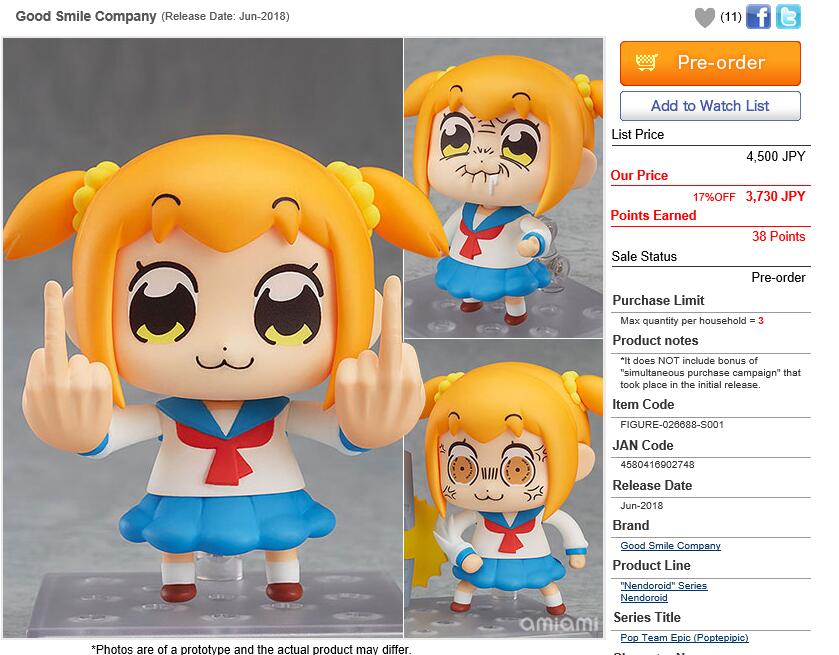 Good Smile Company (Release Date: Jun-2018)
(11)
Pre-order
Add to Watch List
List Price
4,500 JPY
Our Price
17%OFF 3,730 JPY
Points Earned
38 Points
Sale Status
Pre-order
Purchase Limit
Max quantity per household = 3
Product notes
*It does NOT include bonus of
"simultaneous purchase campaign" that
took place in the initial release.
Item Code
FIGURE-026688-S001
JAN Code
4580416902748
Release Date
Jun-2018
Brand
Good Smile Company
Product Line
"Nendoroid" Series
Nendoroid
Series Title
Pop Team Epic (Poptepipic)
amiami
*Photos are of a prototype and the actual product may differ.